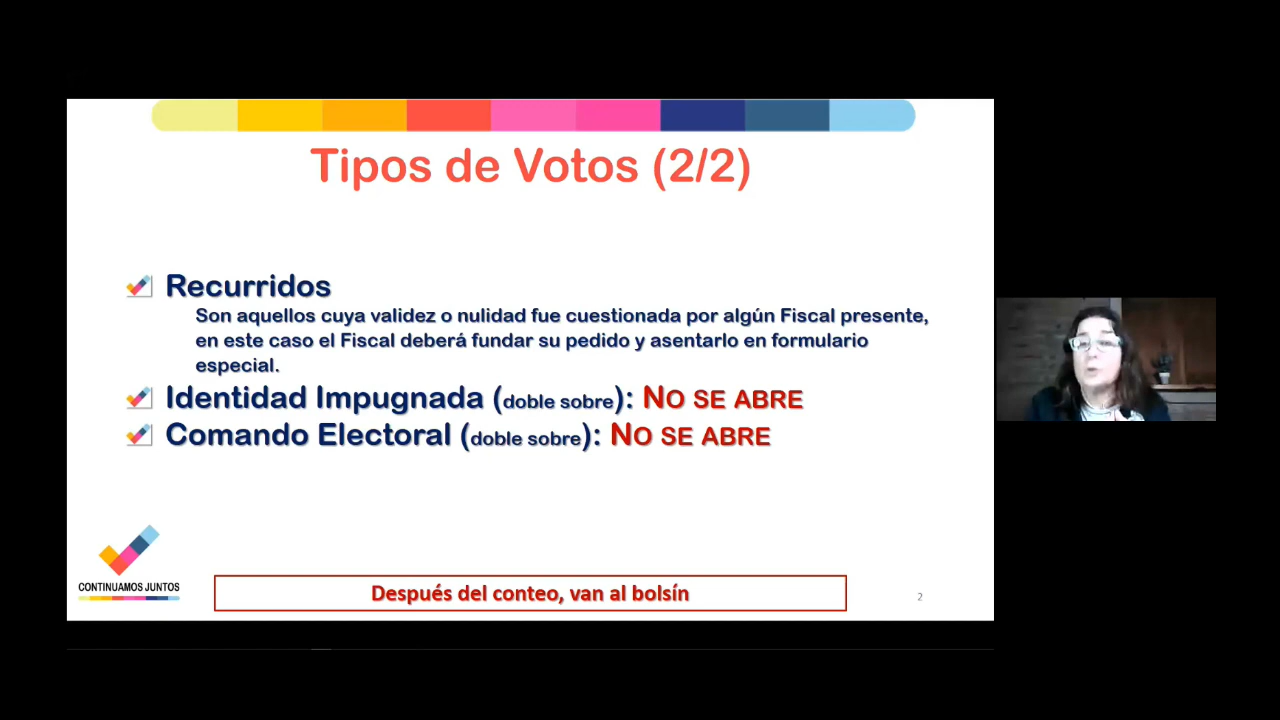 Tipos de Votos (2/2)
Recurridos
Son aquellos cuya validez o nulidad fue cuestionada por algún Fiscal presente,
en este caso el Fiscal deberá fundar su pedido y asentarlo en formulario
especial.
Identidad Impugnada (doble sobre): NO SE ABRE
Comando Electoral (doble sobre): NO SE ABRE
CONTINUAMOS JUNTOS
Después del conteo, van al bolsín
2